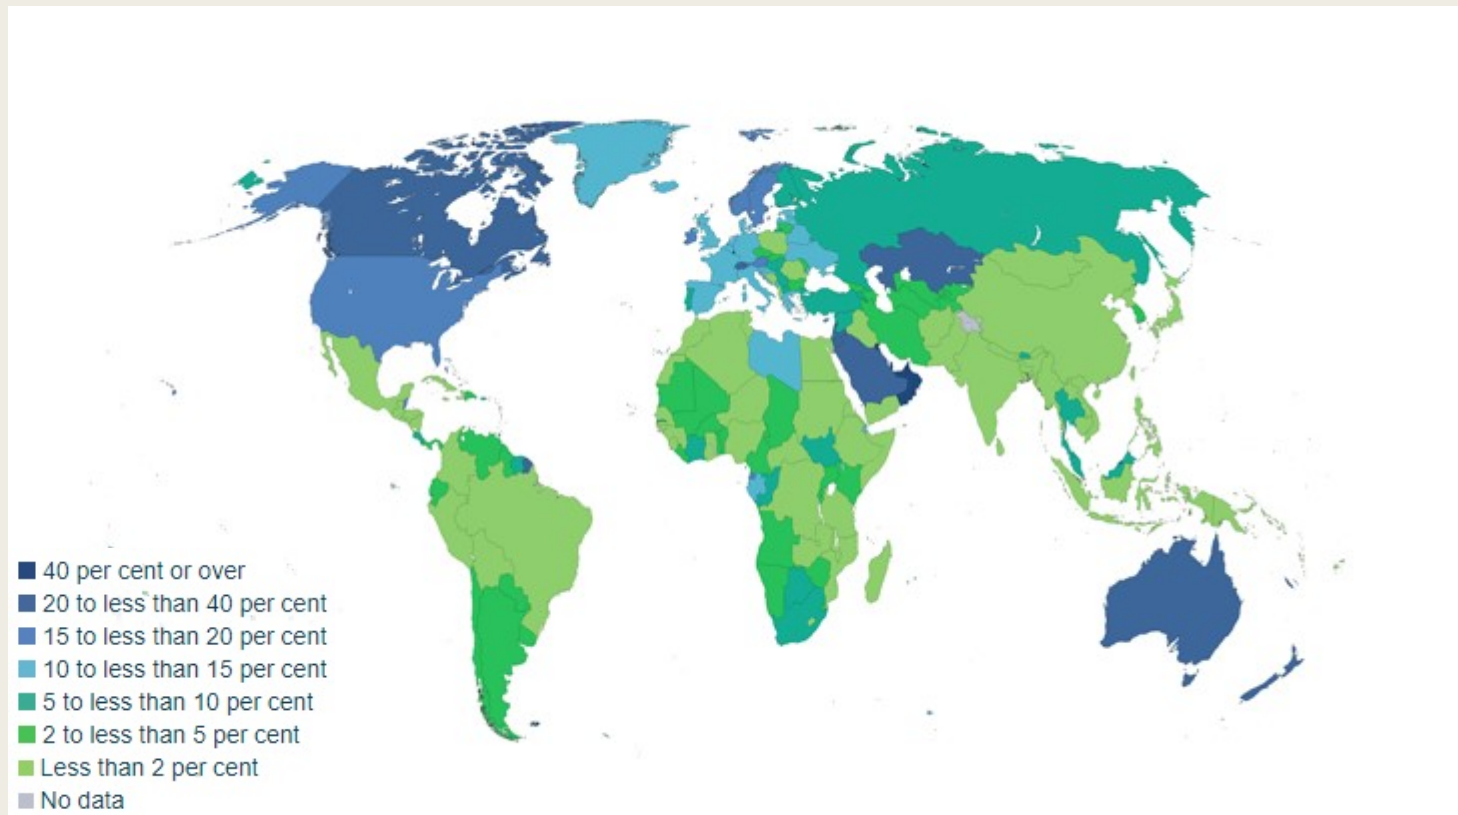 40 per cent or over
20 to less than 40 per cent
15 to less than 20 per cent
10 to less than 15 per cent
5 to less than 10 per cent
2 to less than 5 per cent
Less than 2 per cent
No data